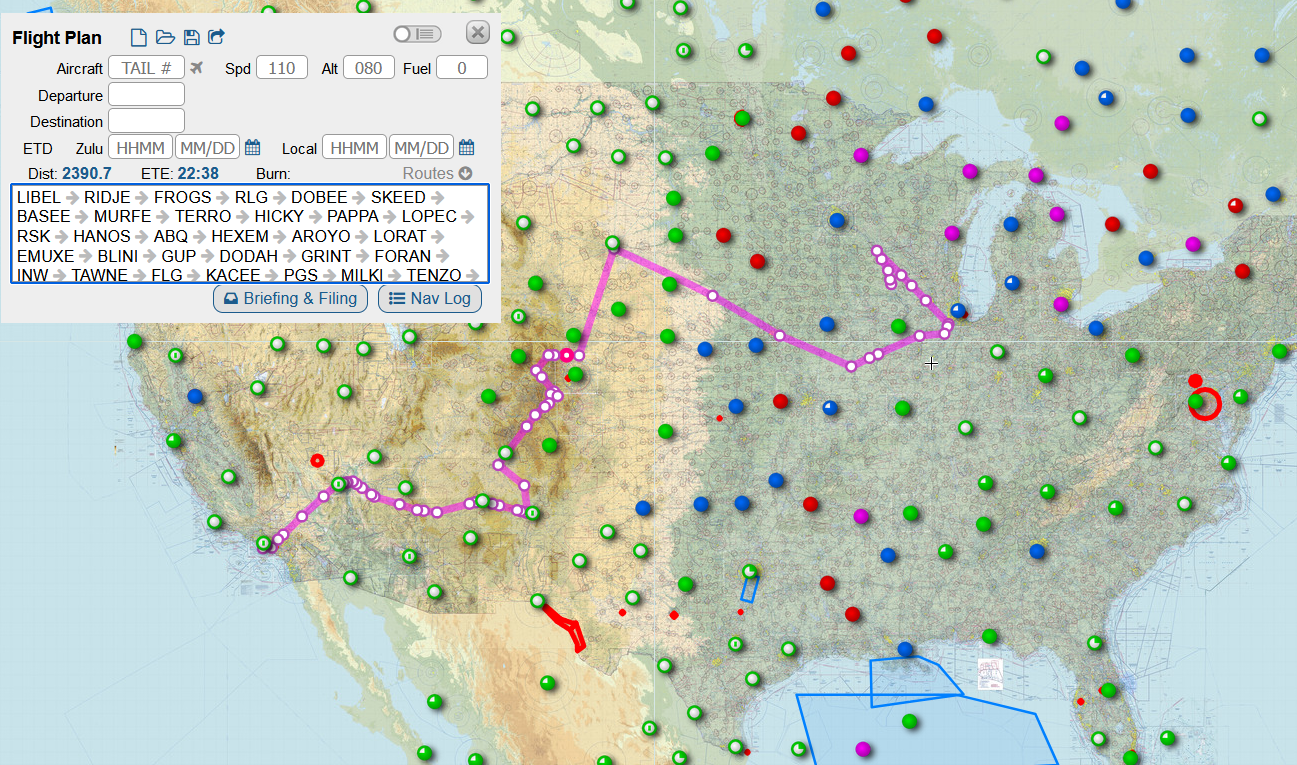 Flight Plan
Aircraft TAIL # Spd 110 Alt 080 Fuel 0
Departure
Destination
ETD Zulu HHMM MM/DD Local HHMM MM/DD
Dist: 2390.7 ETE: 22:38 Burn: Routes
LIBEL RIDJE FROGS RLG DOBEE SKEED
BASEE MURFE TERRO HICKY PAPPA LOPEC
RSK HANOS ABQ HEXEM AROYO LORAT
EMUXE BLINI GUP DODAH GRINT FORAN
INW TAWNE FLG KACEE PGS MILKI TENZO
Briefing & Filing Nav Log